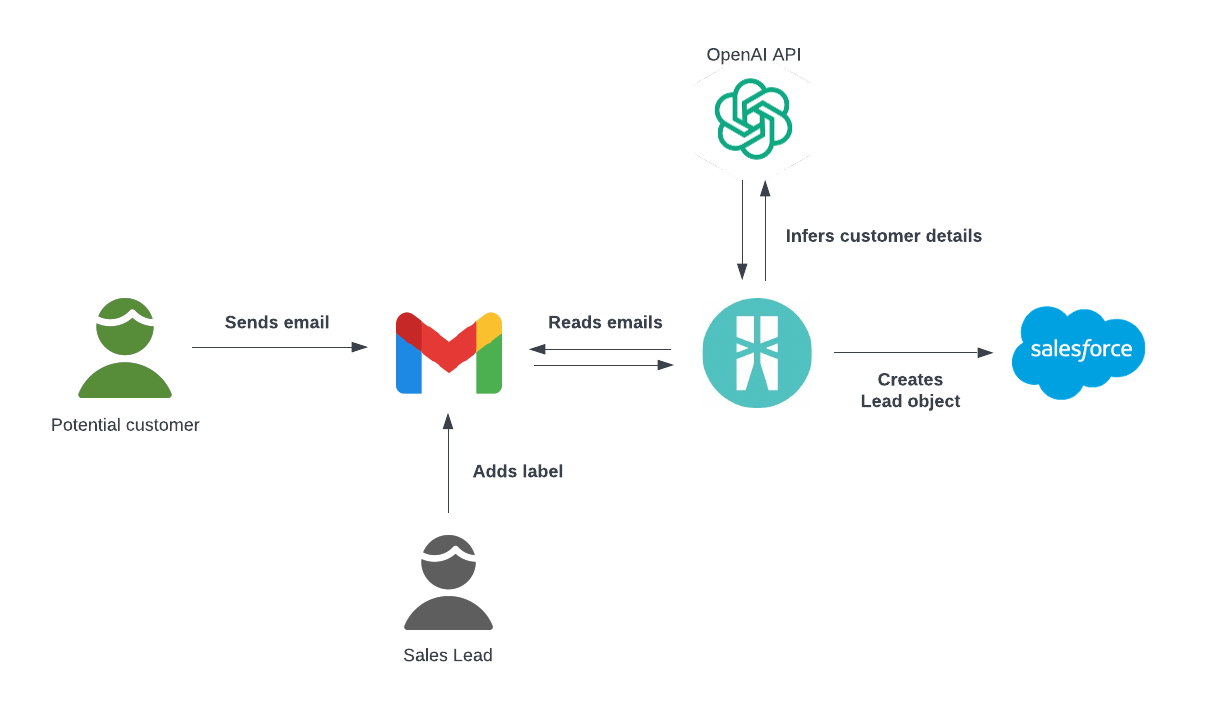 OpenAI API
Infers customer details
Sends email
Reads emails
salesforce
Creates
Lead object
Potential customer
Adds label
Sales Lead